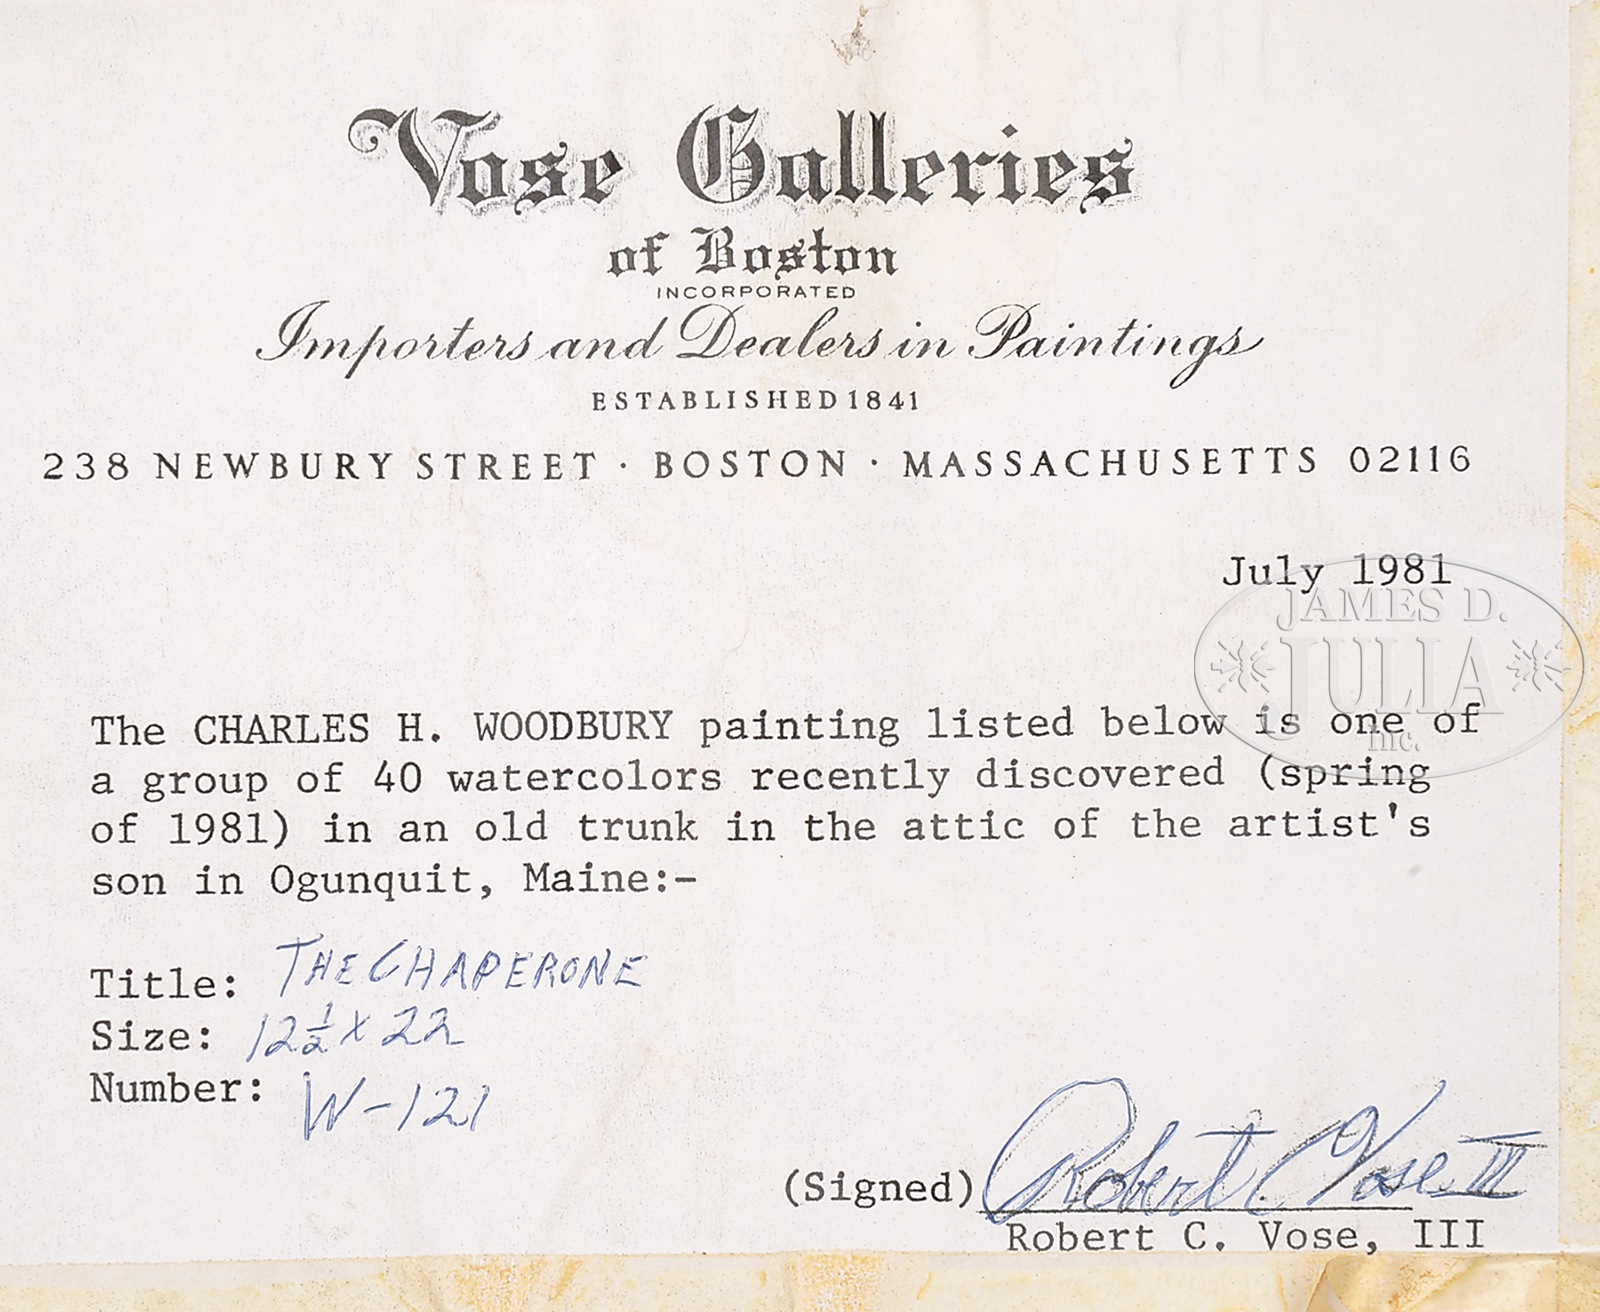 Vose Galleries
of Boston
INCORPORATED
Importers and Dealers in Paintings
ESTABLISHED 1841
238 NEWBURY STREET · BOSTON · MASSACHUSETTS 02116
July 1981
JAMES D.
JULIA
Inc.
The CHARLES H. WOODBURY painting listed below is one of
a group of 40 watercolors recently discovered (spring
of 1981) in an old trunk in the attic of the artist's
son in Ogunquit, Maine:-
Title: THE CHAPERONE
Size: 12 1/2 x 22
Number: W-121
(Signed) Robert C. Vose III
Robert C. Vose, III